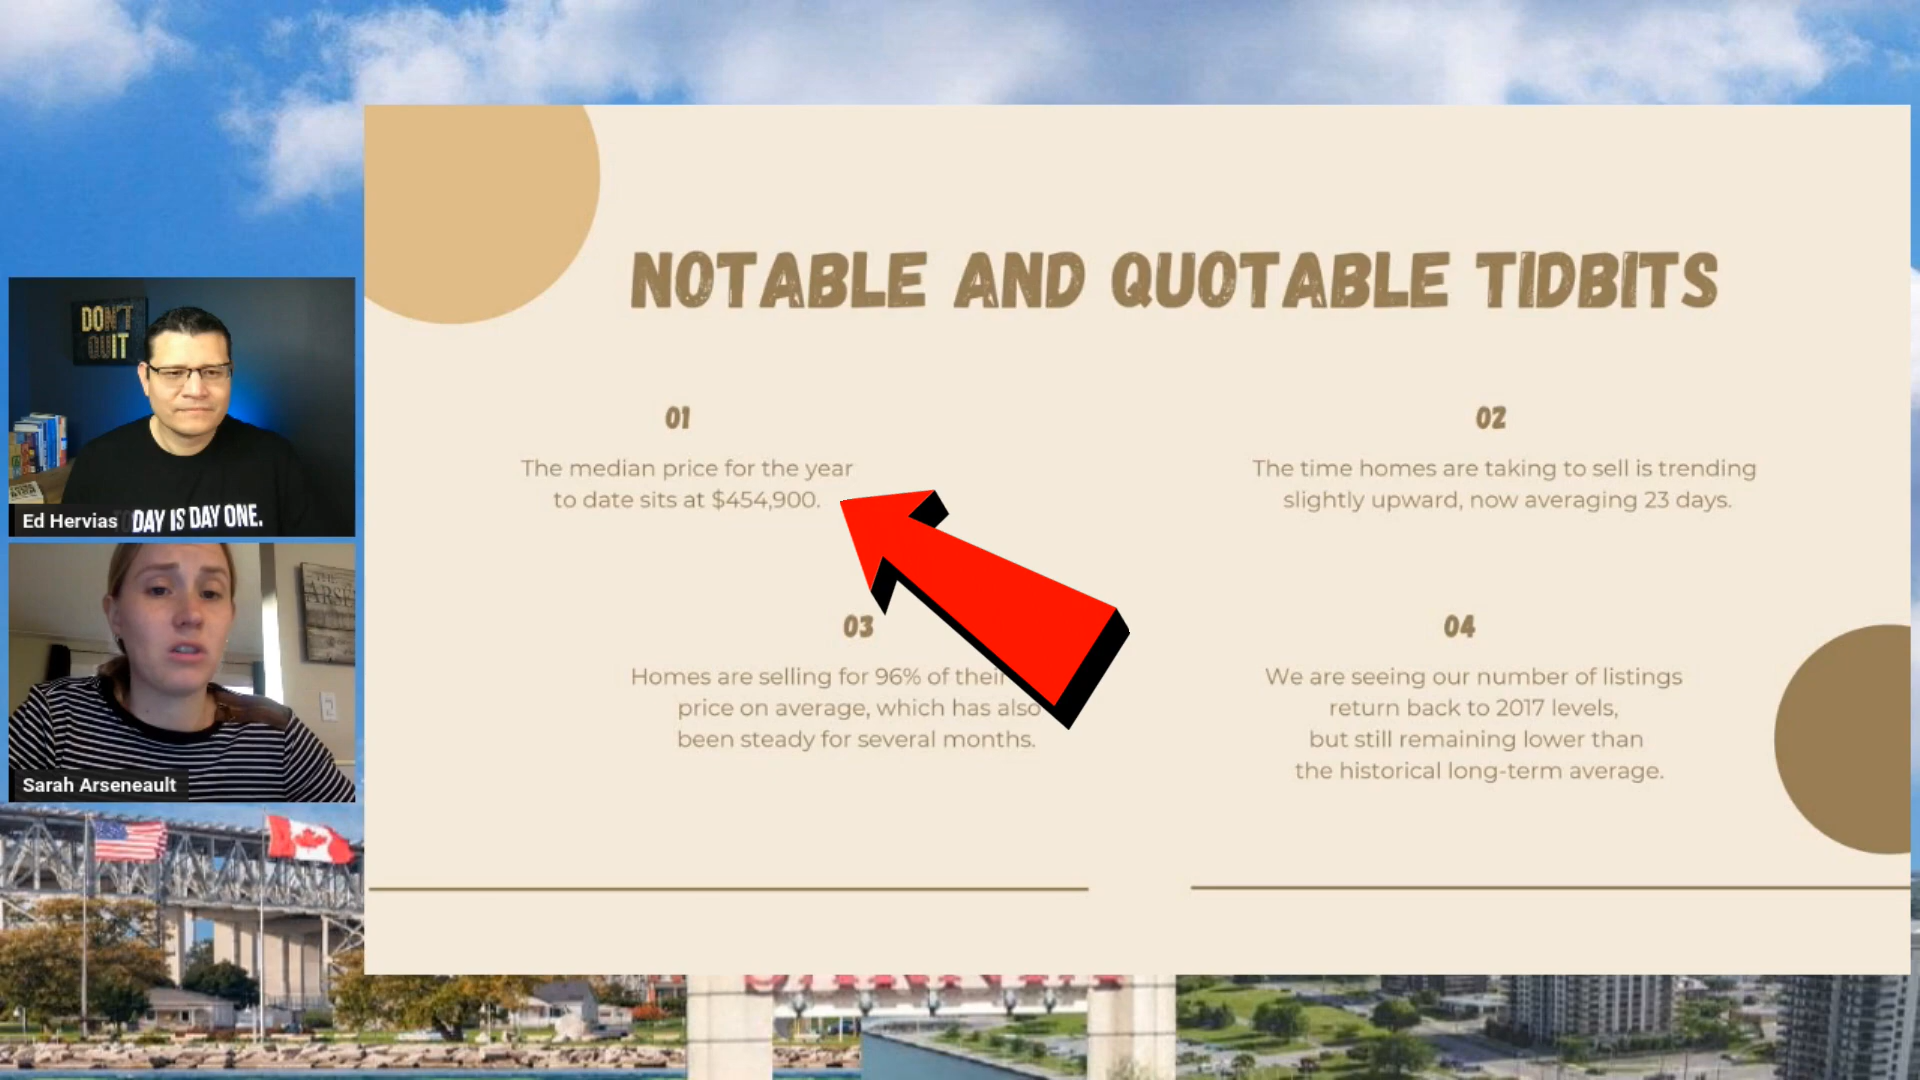 NOTABLE AND QUOTABLE TIDBITS
01
The median price for the year
to date sits at $454,900.
02
The time homes are taking to sell is trending
slightly upward, now averaging 23 days.
03
Homes are selling for 96% of their
price on average, which has also
been steady for several months.
04
We are seeing our number of listings
return back to 2017 levels,
but still remaining lower than
the historical long-term average.
DON'T
QUIT
DAY IS DAY ONE.
Ed Hervias
Sarah Arseneault